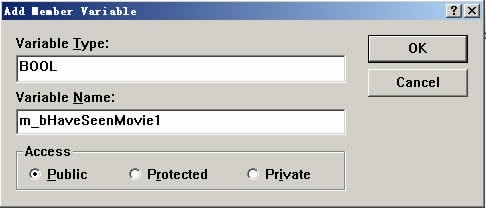 Add Member Variable
Variable Type:
OK
BOOL
Cancel
Variable Name:
m_bHaveSeenMovie1
Access
Public Protected Private